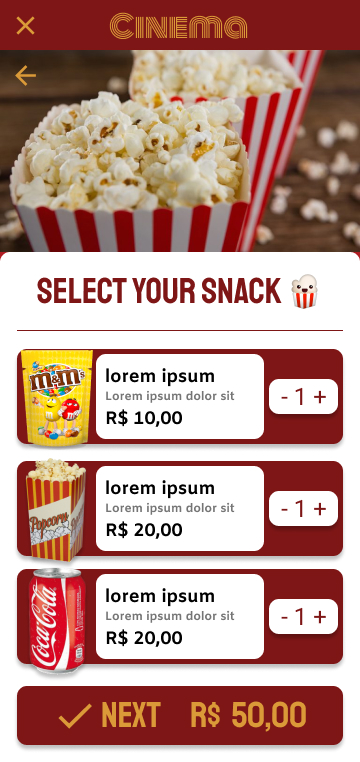 CINEMA
SELECT YOUR SNACK
m&m's
lorem ipsum
Lorem ipsum dolor sit
R$ 10,00
- 1 +
Popcorn
lorem ipsum
Lorem ipsum dolor sit
R$ 20,00
- 1 +
Coca-Cola
lorem ipsum
Lorem ipsum dolor sit
R$ 20,00
- 1 +
NEXT R$ 50,00